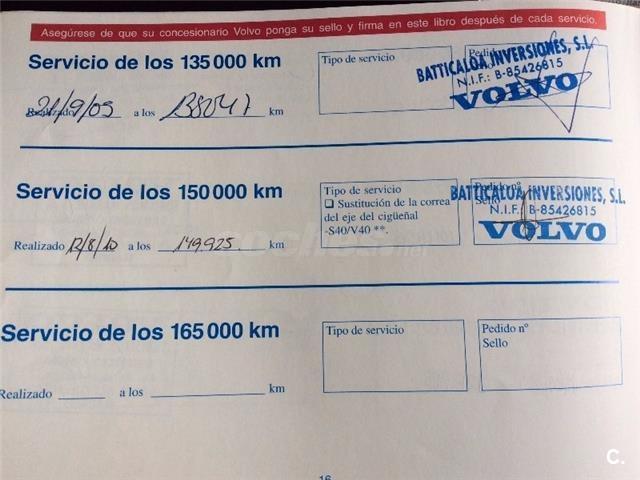 Asegúrese de que su concesionario Volvo ponga su sello y firma en este libro después de cada servicio.
Servicio de los 135 000 km
Tipo de servicio
Pedido
BATTICALOA INVERSIONES, S.L.
N.I.F.: B-85426815
VOLVO
Realizado 21/9/09 a los 138047 km
Servicio de los 150 000 km
Tipo de servicio
❏ Sustitución de la correa
del eje del cigüeñal
-S40/V40 **.
Pedido nº
Sello
BATTICALOA INVERSIONES, S.L.
N.I.F.: B-85426815
VOLVO
Realizado 12/8/10 a los 149.925 km
Servicio de los 165 000 km
Tipo de servicio
Pedido nº
Sello
Realizado a los km
16
C.